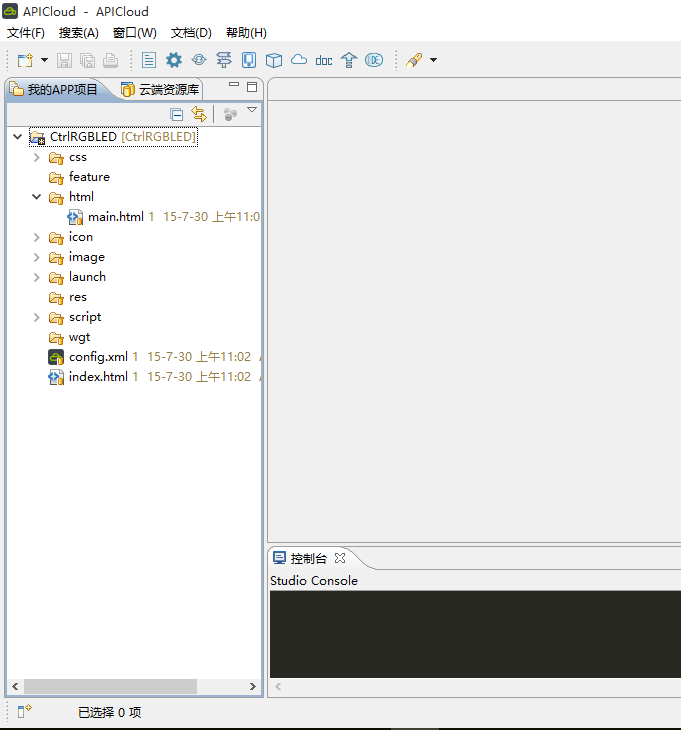 APICloud - APICloud
文件(F) 搜索(A) 窗口(W) 文档(D) 帮助(H)
doc
我的APP项目 云端资源库
CtrlRGBLED [CtrlRGBLED]
css
feature
html
main.html 1 15-7-30 上午11:0
icon
image
launch
res
script
wgt
config.xml 1 15-7-30 上午11:02
index.html 1 15-7-30 上午11:02
控制台
Studio Console
已选择 0 项